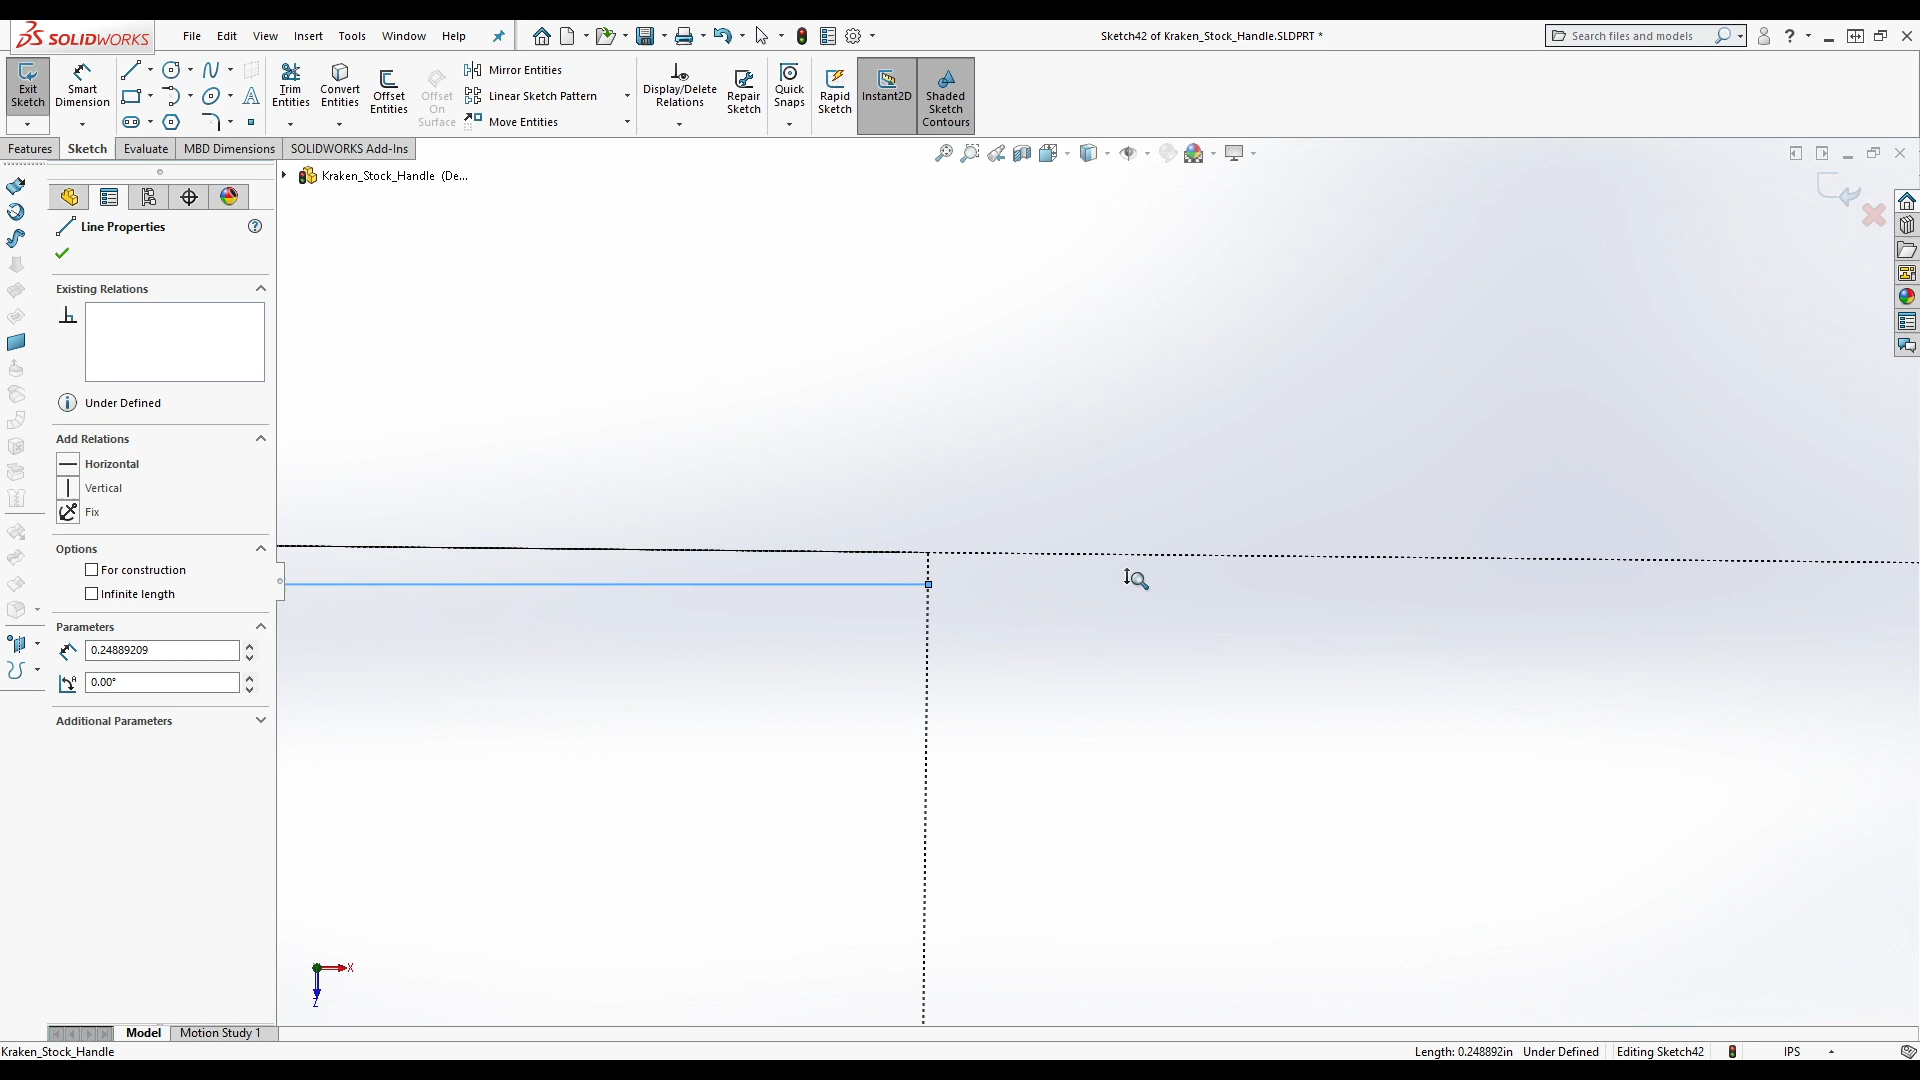 SOLIDWORKS File Edit View Insert Tools Window Help
Sketch42 of Kraken_Stock_Handle.SLDPRT *
Search files and models
Exit Sketch
Smart Dimension
Trim Entities
Convert Entities
Offset Entities
Offset On Surface
Mirror Entities
Linear Sketch Pattern
Move Entities
Display/Delete Relations
Repair Sketch
Quick Snaps
Rapid Sketch
Instant2D
Shaded Sketch Contours
Features Sketch Evaluate MBD Dimensions SOLIDWORKS Add-Ins
Kraken_Stock_Handle (De...
Line Properties
Existing Relations
Under Defined
Add Relations
Horizontal
Vertical
Fix
Options
For construction
Infinite length
Parameters
0.24889209
0.00°
Additional Parameters
X
Z
Model Motion Study 1
Kraken_Stock_Handle
Length: 0.248892in Under Defined Editing Sketch42 IPS